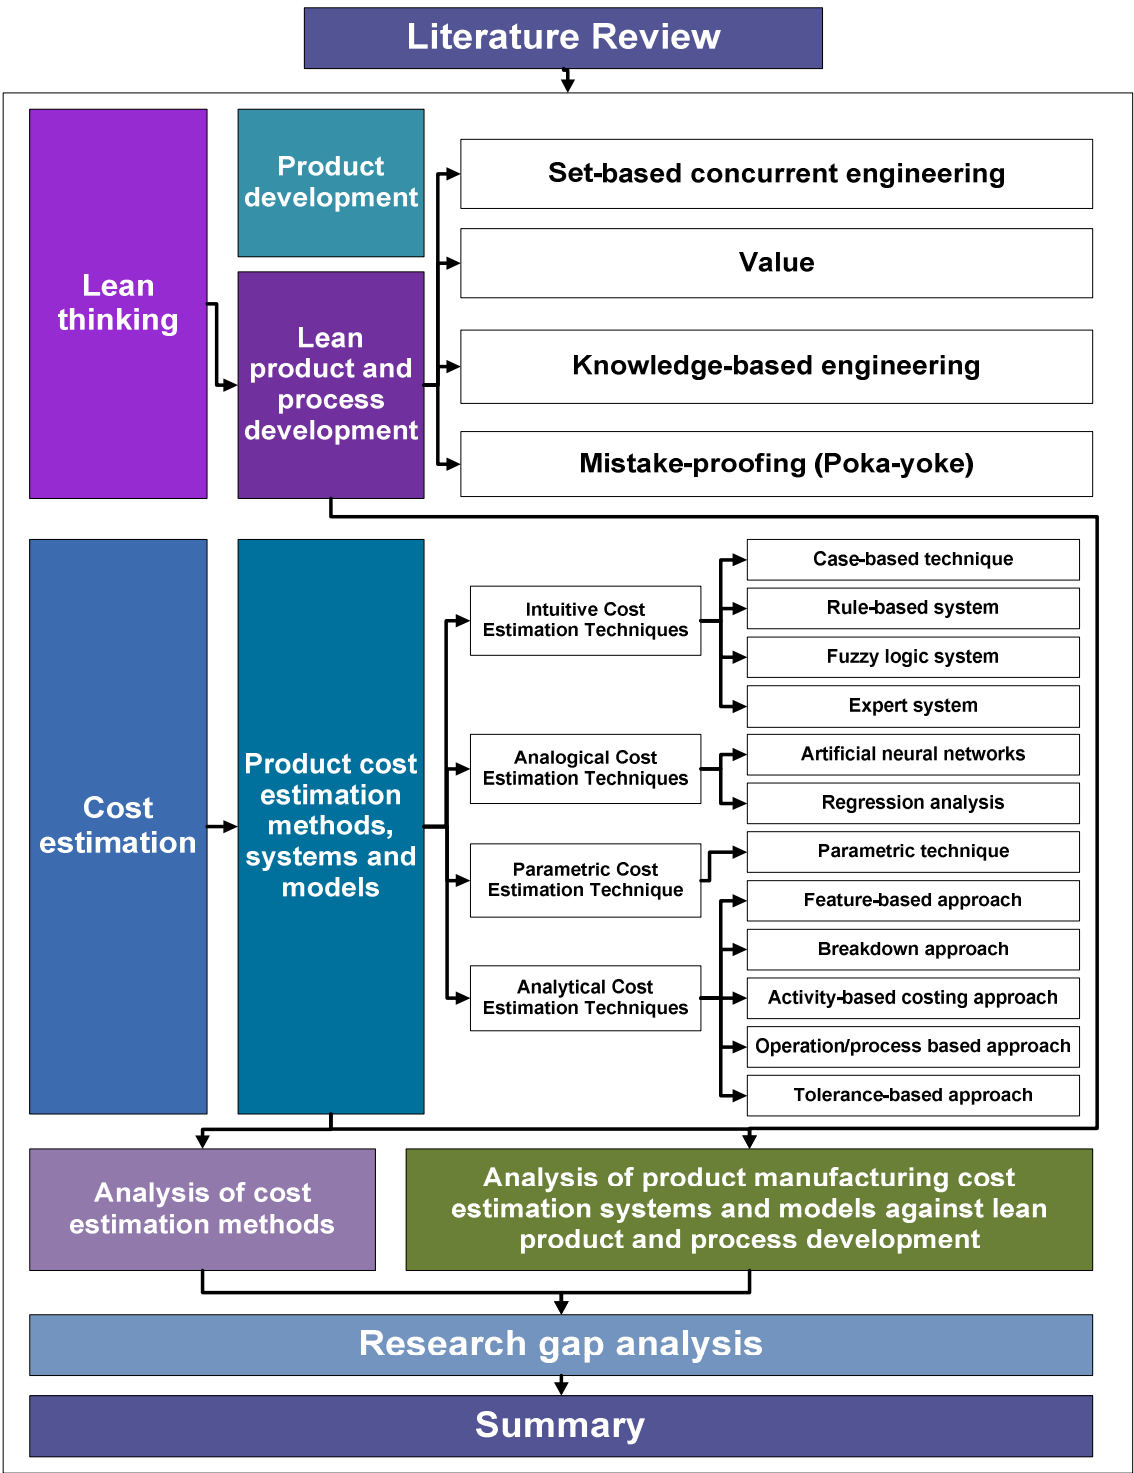 Literature Review
Lean
thinking
Product
development
Lean
product and
process
development
Set-based concurrent engineering
Value
Knowledge-based engineering
Mistake-proofing (Poka-yoke)
Cost
estimation
Product cost
estimation
methods,
systems and
models
Intuitive Cost
Estimation Techniques
Case-based technique
Rule-based system
Fuzzy logic system
Expert system
Analogical Cost
Estimation Techniques
Artificial neural networks
Regression analysis
Parametric Cost
Estimation Technique
Parametric technique
Analytical Cost
Estimation Techniques
Feature-based approach
Breakdown approach
Activity-based costing approach
Operation/process based approach
Tolerance-based approach
Analysis of cost
estimation methods
Analysis of product manufacturing cost
estimation systems and models against lean
product and process development
Research gap analysis
Summary